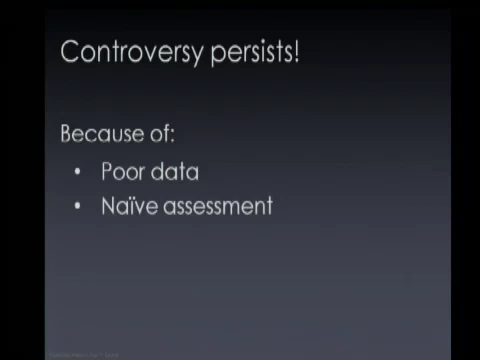 Controversy persists!
Because of:
• Poor data
• Naïve assessment